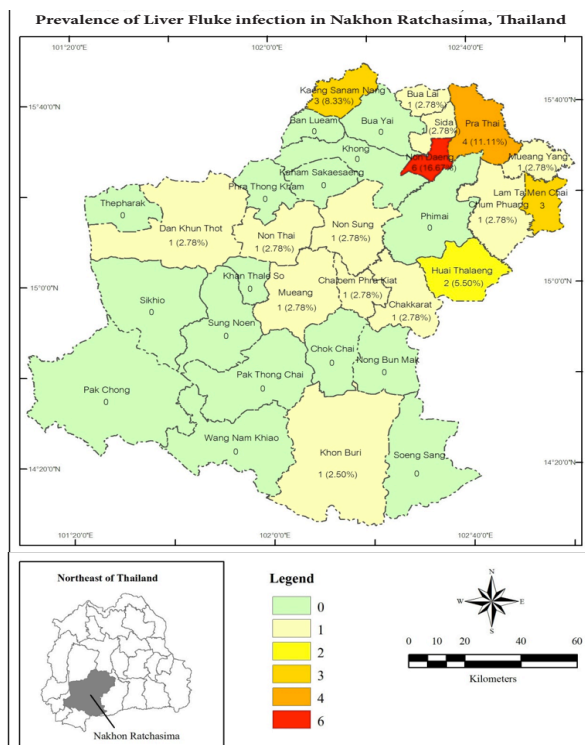 Prevalence of Liver Fluke infection in Nakhon Ratchasima, Thailand
101°20'0"E
102°0'0"E
102°40'0"E
15°40'0"N
15°40'0"N
Kaeng Sanam Nang
3 (8.33%)
Bua Lai
1 (2.78%)
Ban Lueam
0
Bua Yai
0
Sida
1 (2.78%)
Pra Thai
4 (11.11%)
Khong
0
Non Daeng
6 (16.67%)
Mueang Yang
1 (2.78%)
Kaham Sakaesaeng
0
Phra Thong Kham
0
Lam Ta Men Chai
3
Chum Phuang
1 (2.78%)
Thepharak
0
Dan Khun Thot
1 (2.78%)
Non Thai
1 (2.78%)
Non Sung
1 (2.78%)
Phimai
0
Huai Thalaeng
2 (5.50%)
15°0'0"N
15°0'0"N
Khan Thale So
0
Sikhio
0
Mueang
1 (2.78%)
Phra Kiat
1 (2.78%)
Chakkarat
1 (2.78%)
Sung Noen
0
Chok Chai
0
Nong Bun Mak
0
Pak Thong Chai
0
Pak Chong
0
Wang Nam Khiao
0
Khon Buri
1 (2.50%)
Soeng Sang
0
14°20'0"N
14°20'0"N
101°20'0"E
102°0'0"E
102°40'0"E
Northeast of Thailand
Nakhon Ratchasima
Legend
0
1
2
3
4
6
N
W
E
S
0
10
20
40
60
Kilometers